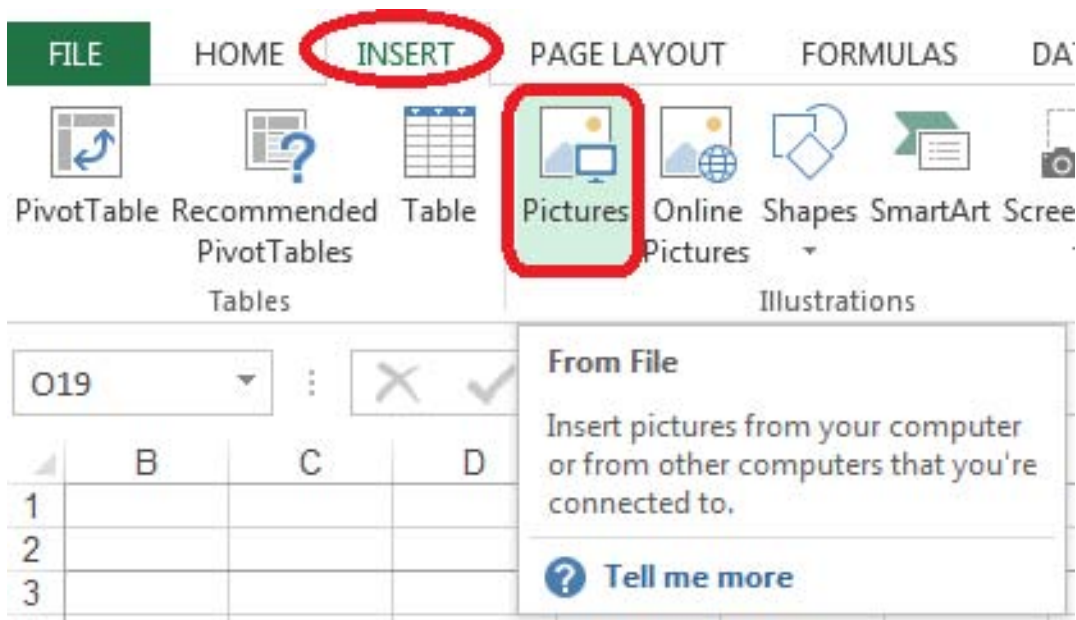 FILE HOME INSERT PAGE LAYOUT FORMULAS DAT
PivotTable Recommended Table Pictures Online Shapes SmartArt Scree
PivotTables Pictures
Tables Illustrations
O19
From File
Insert pictures from your computer
or from other computers that you're
connected to.
Tell me more
B C D
1
2
3